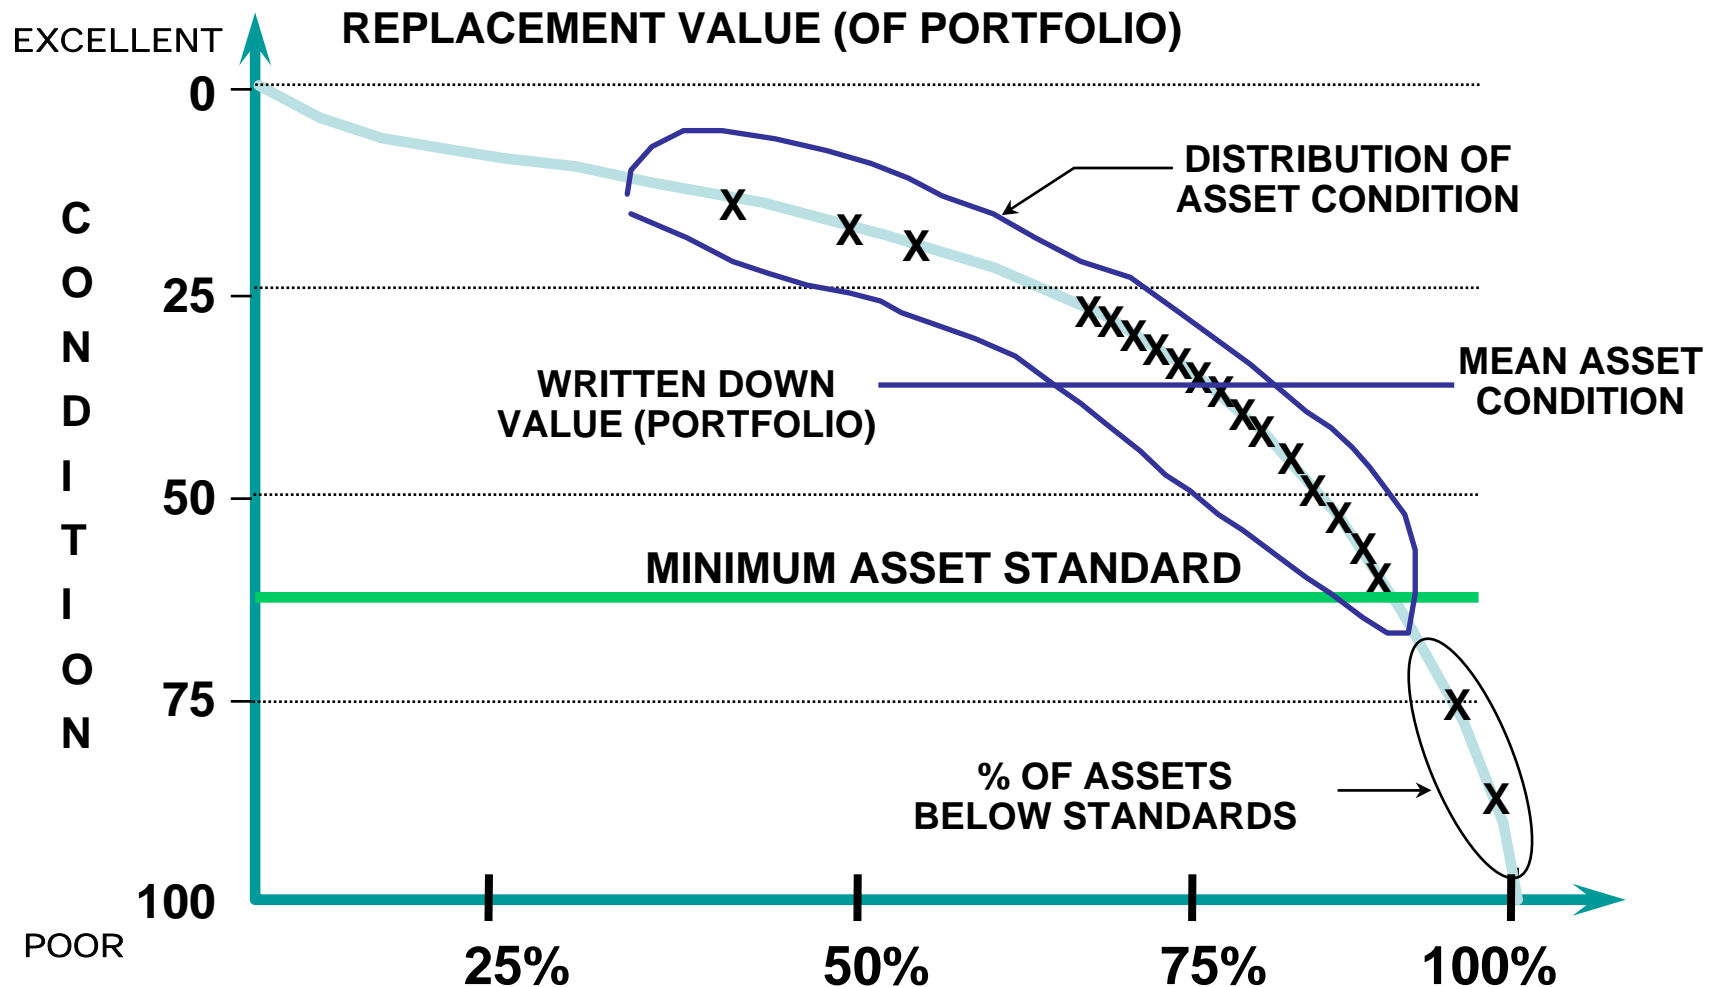 REPLACEMENT VALUE (OF PORTFOLIO)
EXCELLENT
0
DISTRIBUTION OF
ASSET CONDITION
C
O
N
D
I
T
I
O
N
25
MEAN ASSET
CONDITION
WRITTEN DOWN
VALUE (PORTFOLIO)
50
MINIMUM ASSET STANDARD
75
% OF ASSETS
BELOW STANDARDS
100
POOR
25% 50% 75% 100%
X X X X X X X X X X X X X X X X X X X